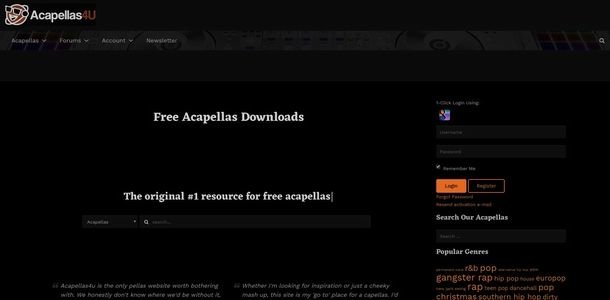 Acapellas4U
Acapellas Forums Account Newsletter
Free Acapellas Downloads
The original #1 resource for free acapellas|
Acapellas search...
Acapellas4u is the only pellas website worth bothering
with. We honestly don't know where we'd be without it,
Whether I'm looking for inspiration or just a cheeky
mash up, this site is my 'go to' place for a capellas. I'd
1-Click Login Using:
Username
Password
Remember Me
Login Register
Forgot Password
Resend activation e-mail
Search Our Acapellas
Search ...
Popular Genres
r&b pop
gangster rap hip pop house europop
rap teen pop dancehall pop
christmas southern hip hop dirty